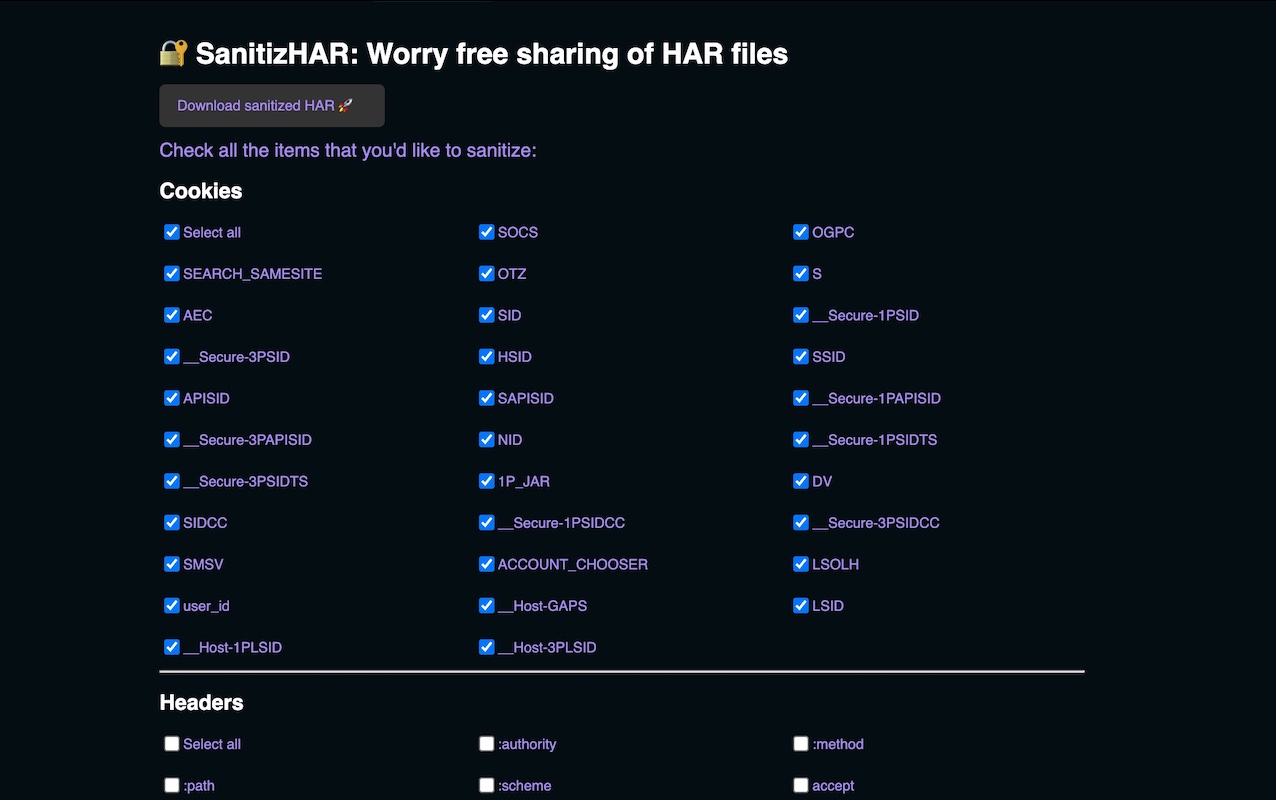 SanitizHAR: Worry free sharing of HAR files
Download sanitized HAR
Check all the items that you'd like to sanitize:
Cookies
Select all SOCS OGPC
SEARCH_SAMESITE OTZ S
AEC SID __Secure-1PSID
__Secure-3PSID HSID SSID
APISID SAPISID __Secure-1PAPISID
__Secure-3PAPISID NID __Secure-1PSIDTS
__Secure-3PSIDTS 1P_JAR DV
SIDCC __Secure-1PSIDCC __Secure-3PSIDCC
SMSV ACCOUNT_CHOOSER LSOLH
user_id __Host-GAPS LSID
__Host-1PLSID __Host-3PLSID
Headers
Select all :authority :method
:path :scheme accept